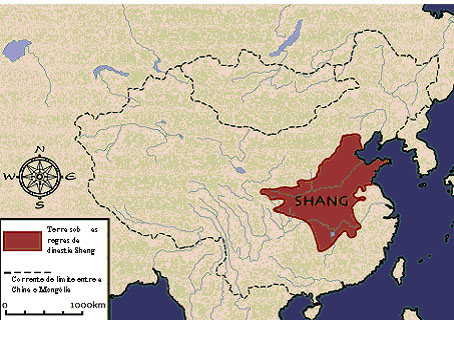 N
W E
S
SHANG
Terra sob as
regras da
dinastia Shang
Corrente de limite entre a
China e Mongólia
0 1000km